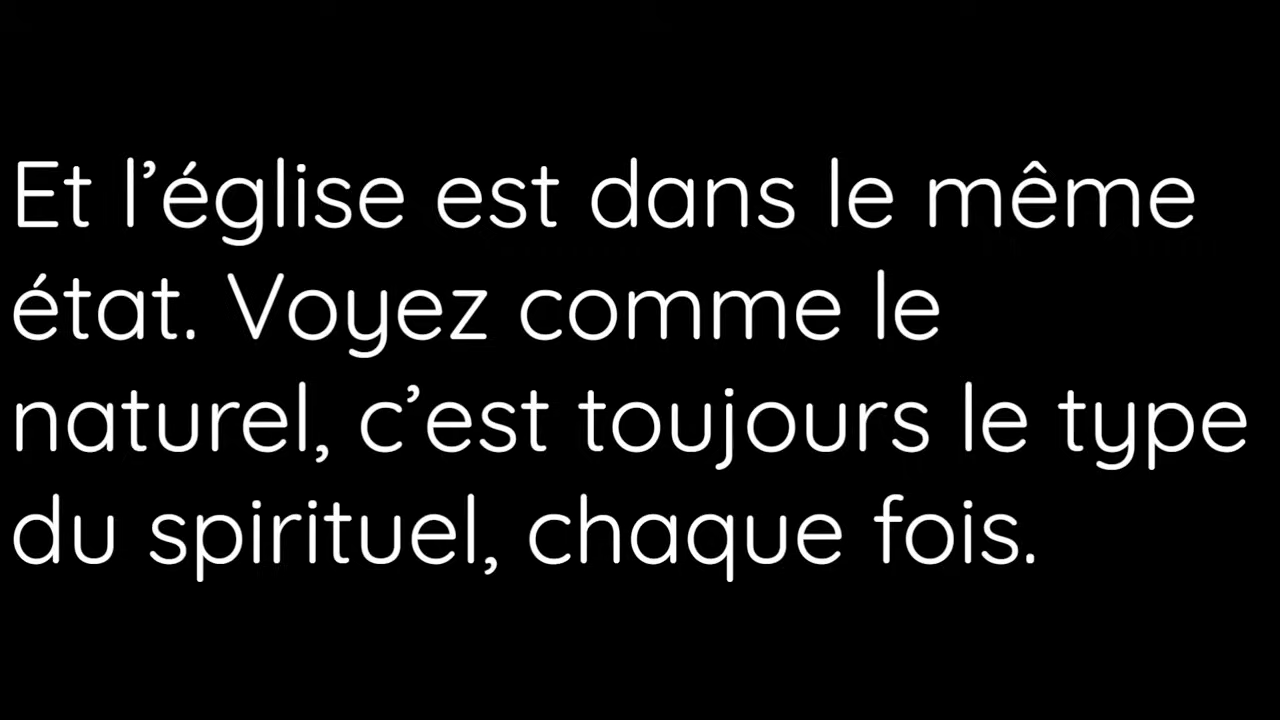 Et l’église est dans le même
état. Voyez comme le
naturel, c’est toujours le type
du spirituel, chaque fois.